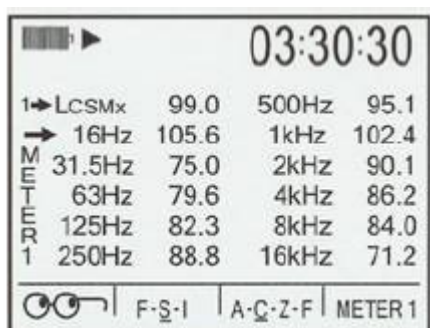 03:30:30
1➔LCSMx 99.0 500Hz 95.1
➔ 16Hz 105.6 1kHz 102.4
31.5Hz 75.0 2kHz 90.1
63Hz 79.6 4kHz 86.2
125Hz 82.3 8kHz 84.0
250Hz 88.8 16kHz 71.2
METER 1
F-S-I A-C-Z-F METER 1